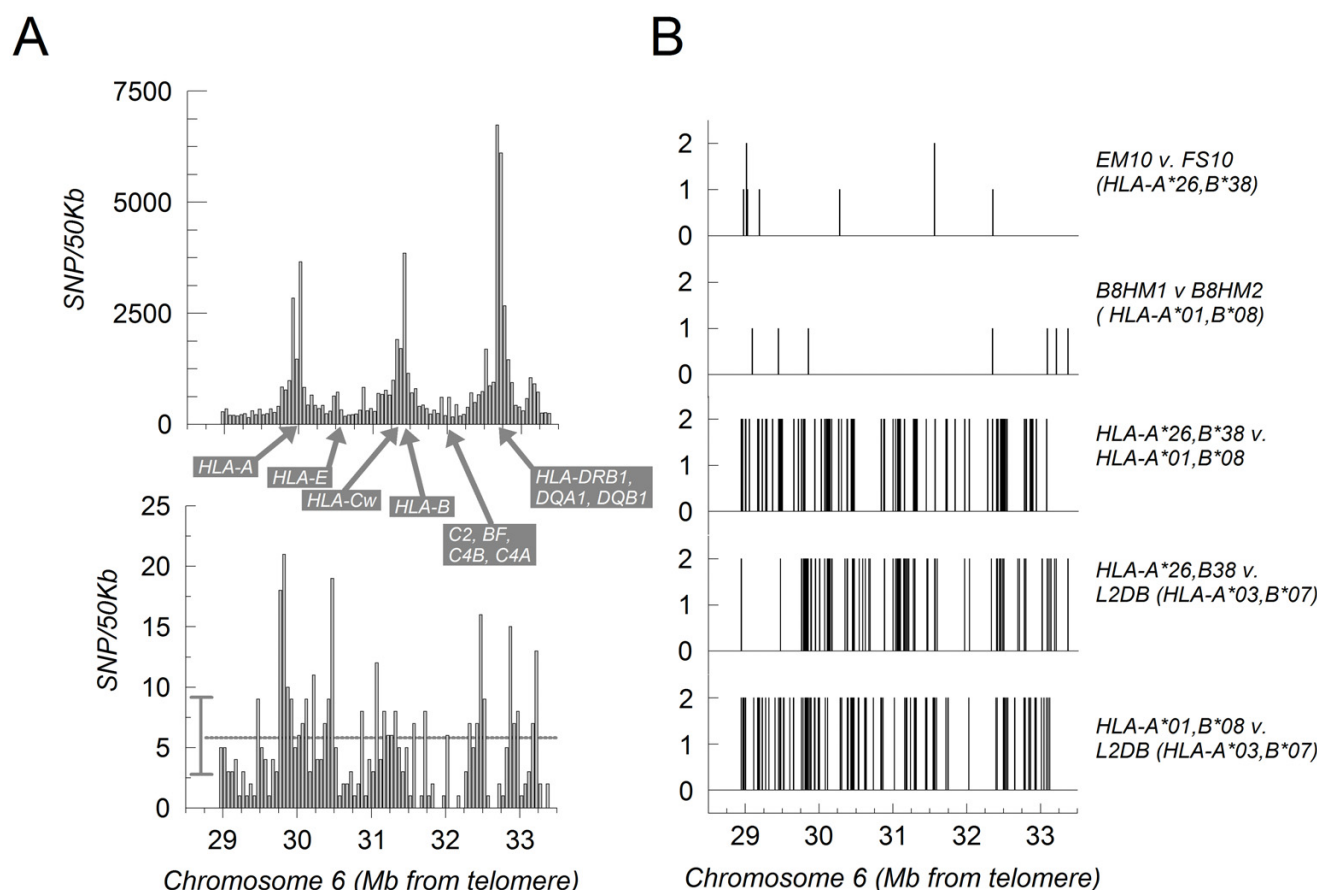 A
7500
5000
2500
0
SNP/50Kb
HLA-A
HLA-E
HLA-Cw
HLA-B
C2, BF,
C4B, C4A
HLA-DRB1,
DQA1, DQB1
25
20
15
10
5
0
SNP/50Kb
29 30 31 32 33
Chromosome 6 (Mb from telomere)
B
2
1
0
EM10 v. FS10
(HLA-A*26,B*38)
2
1
0
B8HM1 v B8HM2
( HLA-A*01,B*08)
2
1
0
HLA-A*26,B*38 v.
HLA-A*01,B*08
2
1
0
HLA-A*26,B38 v.
L2DB (HLA-A*03,B*07)
2
1
0
HLA-A*01,B*08 v.
L2DB (HLA-A*03,B*07)
29 30 31 32 33
Chromosome 6 (Mb from telomere)